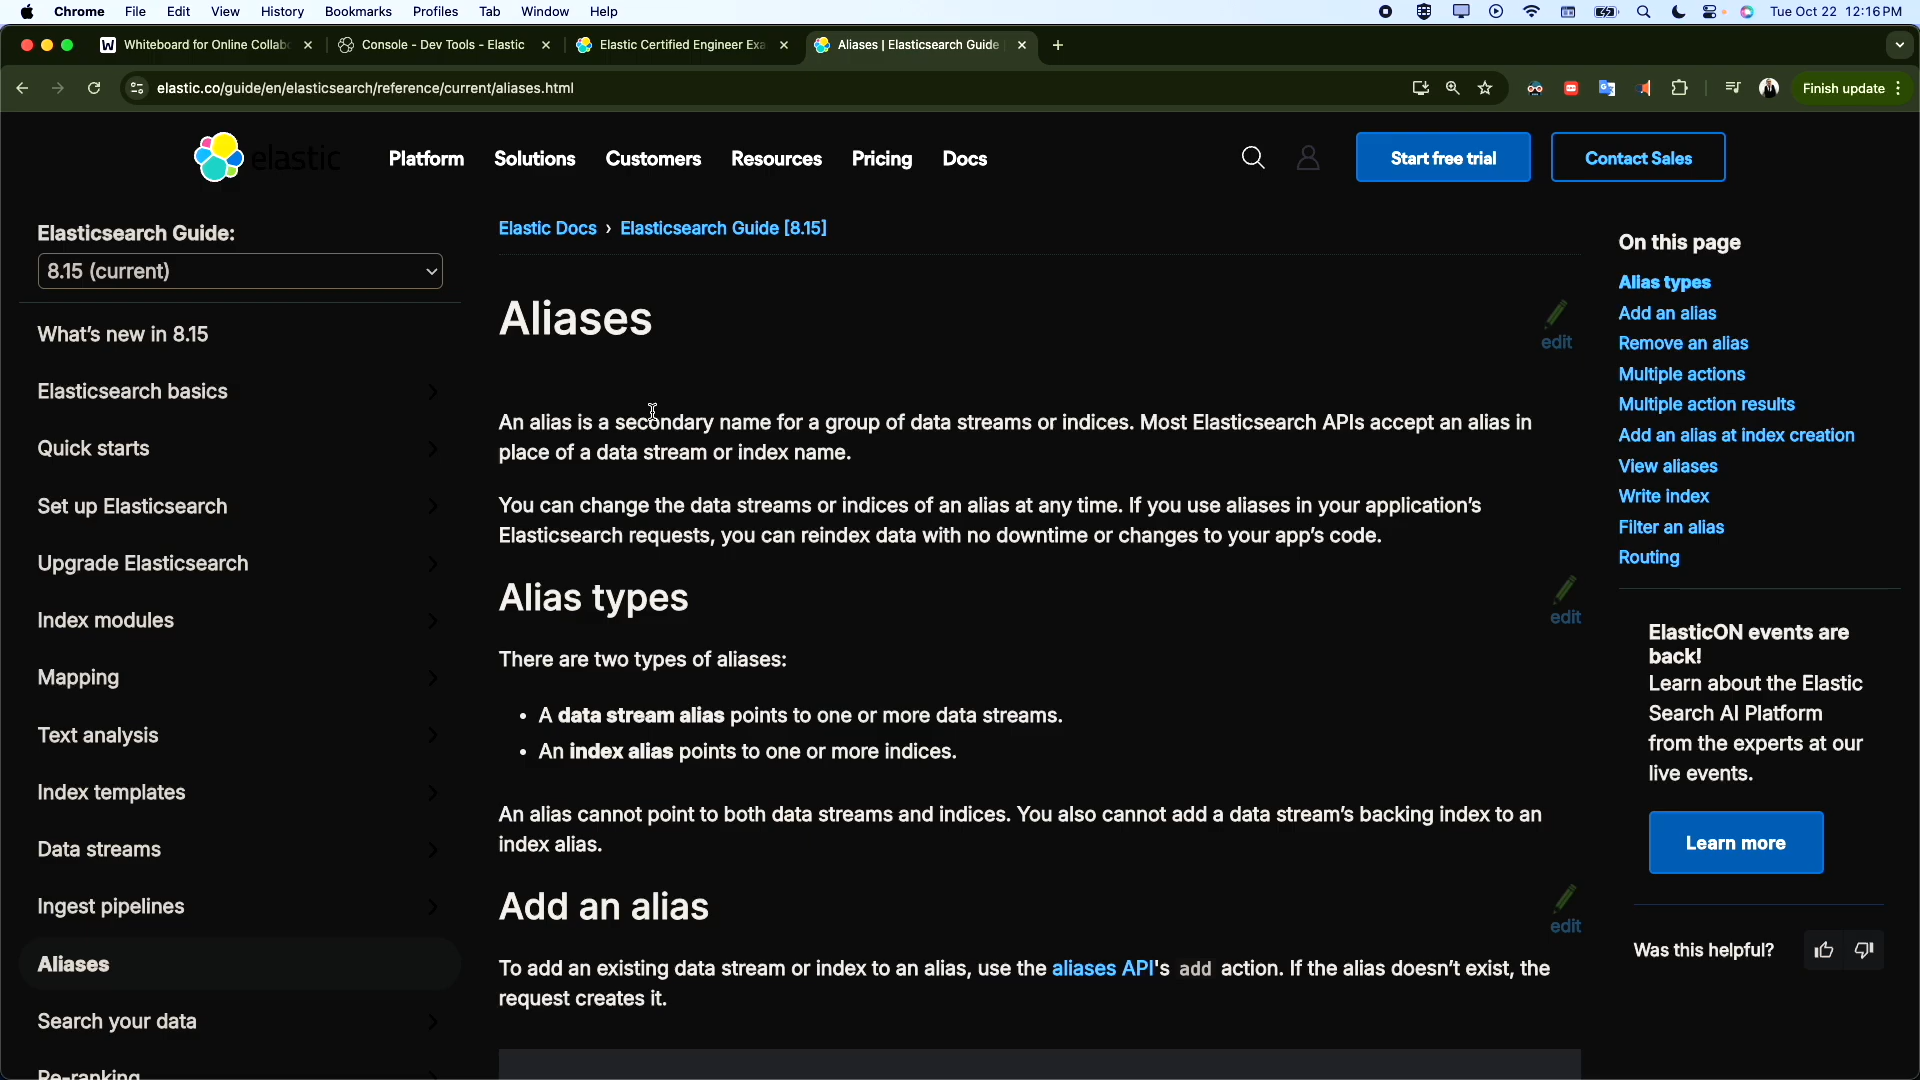 Chrome File Edit View History Bookmarks Profiles Tab Window Help Tue Oct 22 12:16 PM
Whiteboard for Online Collab Console - Dev Tools - Elastic Elastic Certified Engineer Exa Aliases | Elasticsearch Guide
elastic.co/guide/en/elasticsearch/reference/current/aliases.html Finish update
elastic Platform Solutions Customers Resources Pricing Docs Start free trial Contact Sales
Elasticsearch Guide:
8.15 (current)
What's new in 8.15
Elasticsearch basics
Quick starts
Set up Elasticsearch
Upgrade Elasticsearch
Index modules
Mapping
Text analysis
Index templates
Data streams
Ingest pipelines
Aliases
Search your data
Re-ranking
Elastic Docs › Elasticsearch Guide [8.15]
Aliases
edit
An alias is a secondary name for a group of data streams or indices. Most Elasticsearch APIs accept an alias in
place of a data stream or index name.
You can change the data streams or indices of an alias at any time. If you use aliases in your application's
Elasticsearch requests, you can reindex data with no downtime or changes to your app's code.
Alias types
edit
There are two types of aliases:
• A data stream alias points to one or more data streams.
• An index alias points to one or more indices.
An alias cannot point to both data streams and indices. You also cannot add a data stream's backing index to an
index alias.
Add an alias
edit
To add an existing data stream or index to an alias, use the aliases API's add action. If the alias doesn't exist, the
request creates it.
On this page
Alias types
Add an alias
Remove an alias
Multiple actions
Multiple action results
Add an alias at index creation
View aliases
Write index
Filter an alias
Routing
ElasticON events are
back!
Learn about the Elastic
Search AI Platform
from the experts at our
live events.
Learn more
Was this helpful?